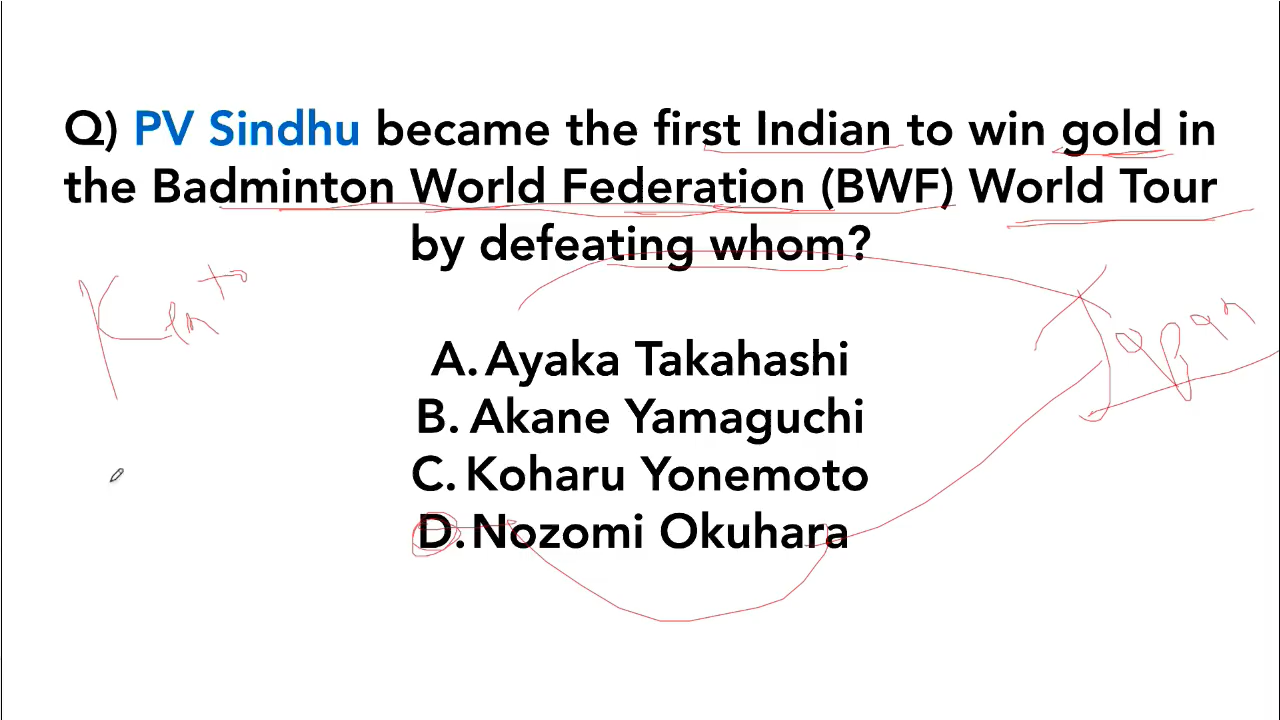 Q) PV Sindhu became the first Indian to win gold in
the Badminton World Federation (BWF) World Tour
by defeating whom?
Kento
Japan
A. Ayaka Takahashi
B. Akane Yamaguchi
C. Koharu Yonemoto
D. Nozomi Okuhara